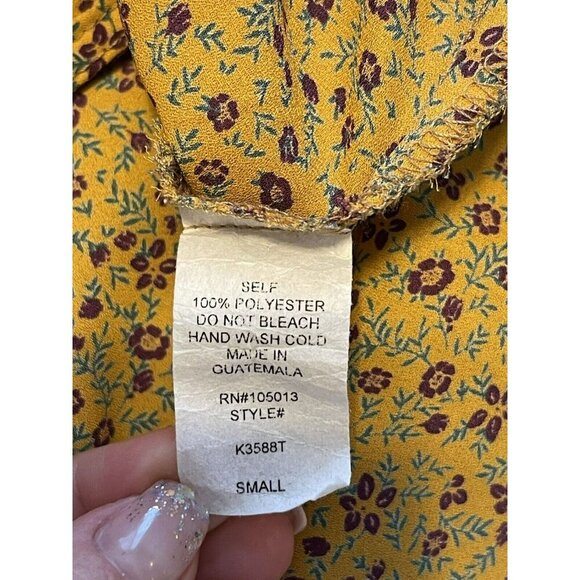 SELF
100% POLYESTER
DO NOT BLEACH
HAND WASH COLD
MADE IN
GUATEMALA
RN#105013
STYLE#
K3588T
SMALL